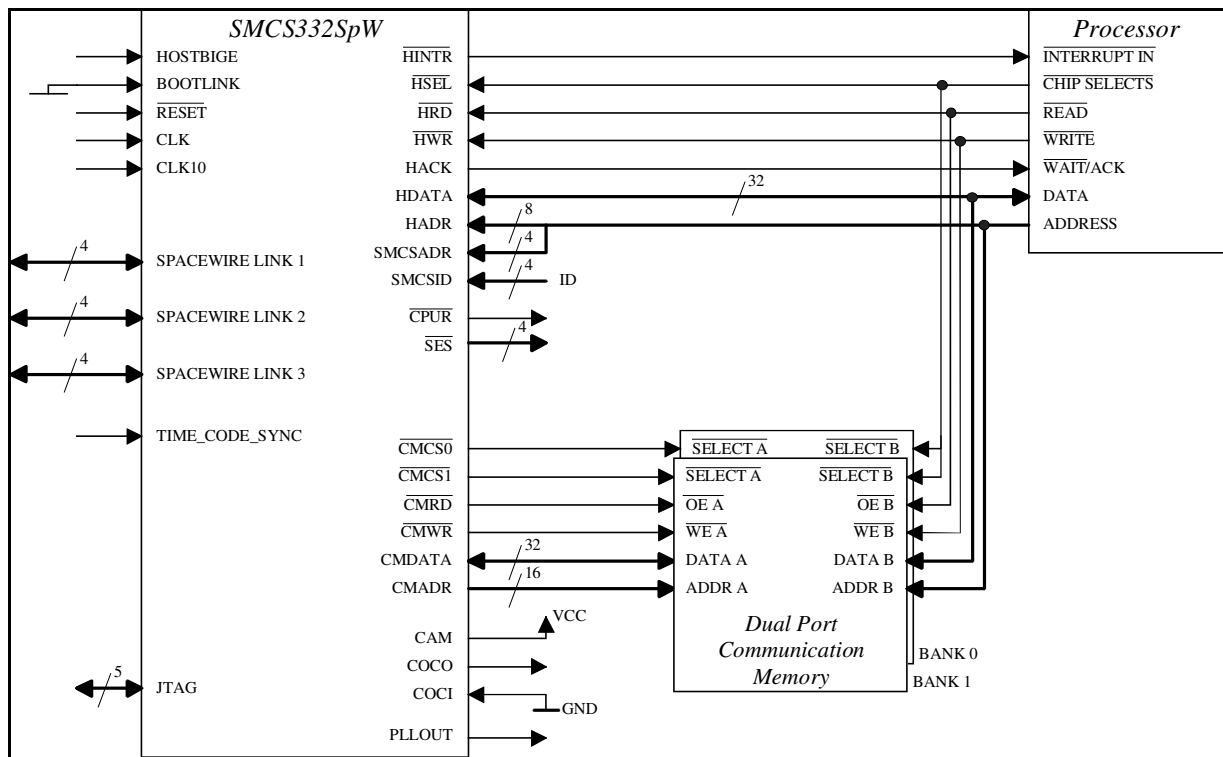 SMCS332SpW
Processor
HOSTBIGE
HINTR
INTERRUPT IN
BOOTLINK
HSEL
CHIP SELECTS
RESET
HRD
READ
CLK
HWR
WRITE
CLK10
HACK
WAIT/ACK
HDATA
32
DATA
HADR
8
ADDRESS
SMCSADR
4
4
SPACEWIRE LINK 1
SMCSID
4
ID
4
SPACEWIRE LINK 2
CPUR
SES
4
4
SPACEWIRE LINK 3
TIME_CODE_SYNC
CMCS0
SELECT A
SELECT B
CMCS1
SELECT A
SELECT B
CMRD
OE A
OE B
CMWR
WE A
WE B
CMDATA
32
DATA A
DATA B
CMADR
16
ADDR A
ADDR B
VCC
Dual Port
Communication
Memory
CAM
COCO
BANK 0
BANK 1
5
JTAG
COCI
GND
PLLOUT